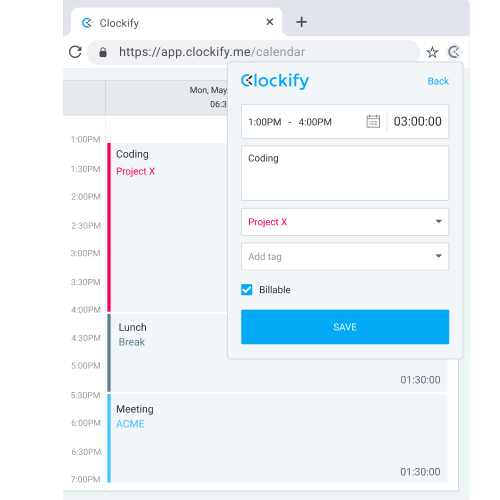 Clockify
https://app.clockify.me/calendar
Clockify
Back
Mon, May
06:3
1:00PM - 4:00PM
03:00:00
1:00PM
Coding
Project X
1:30PM
2:00PM
2:30PM
3:00PM
3:30PM
4:00PM
Coding
Project X
Add tag
Billable
SAVE
Lunch
Break
4:30PM
5:00PM
01:30:00
5:30PM
Meeting
ACME
6:00PM
6:30PM
01:30:00
7:00PM